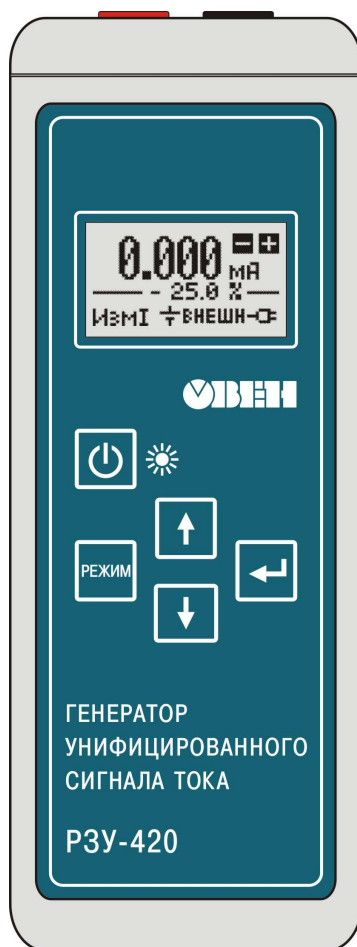 0.000 мА
- 25.0 %
ИзмI ВНЕШН
ОВЕН
РЕЖИМ
ГЕНЕРАТОР
УНИФИЦИРОВАННОГО
СИГНАЛА ТОКА
РЗУ-420